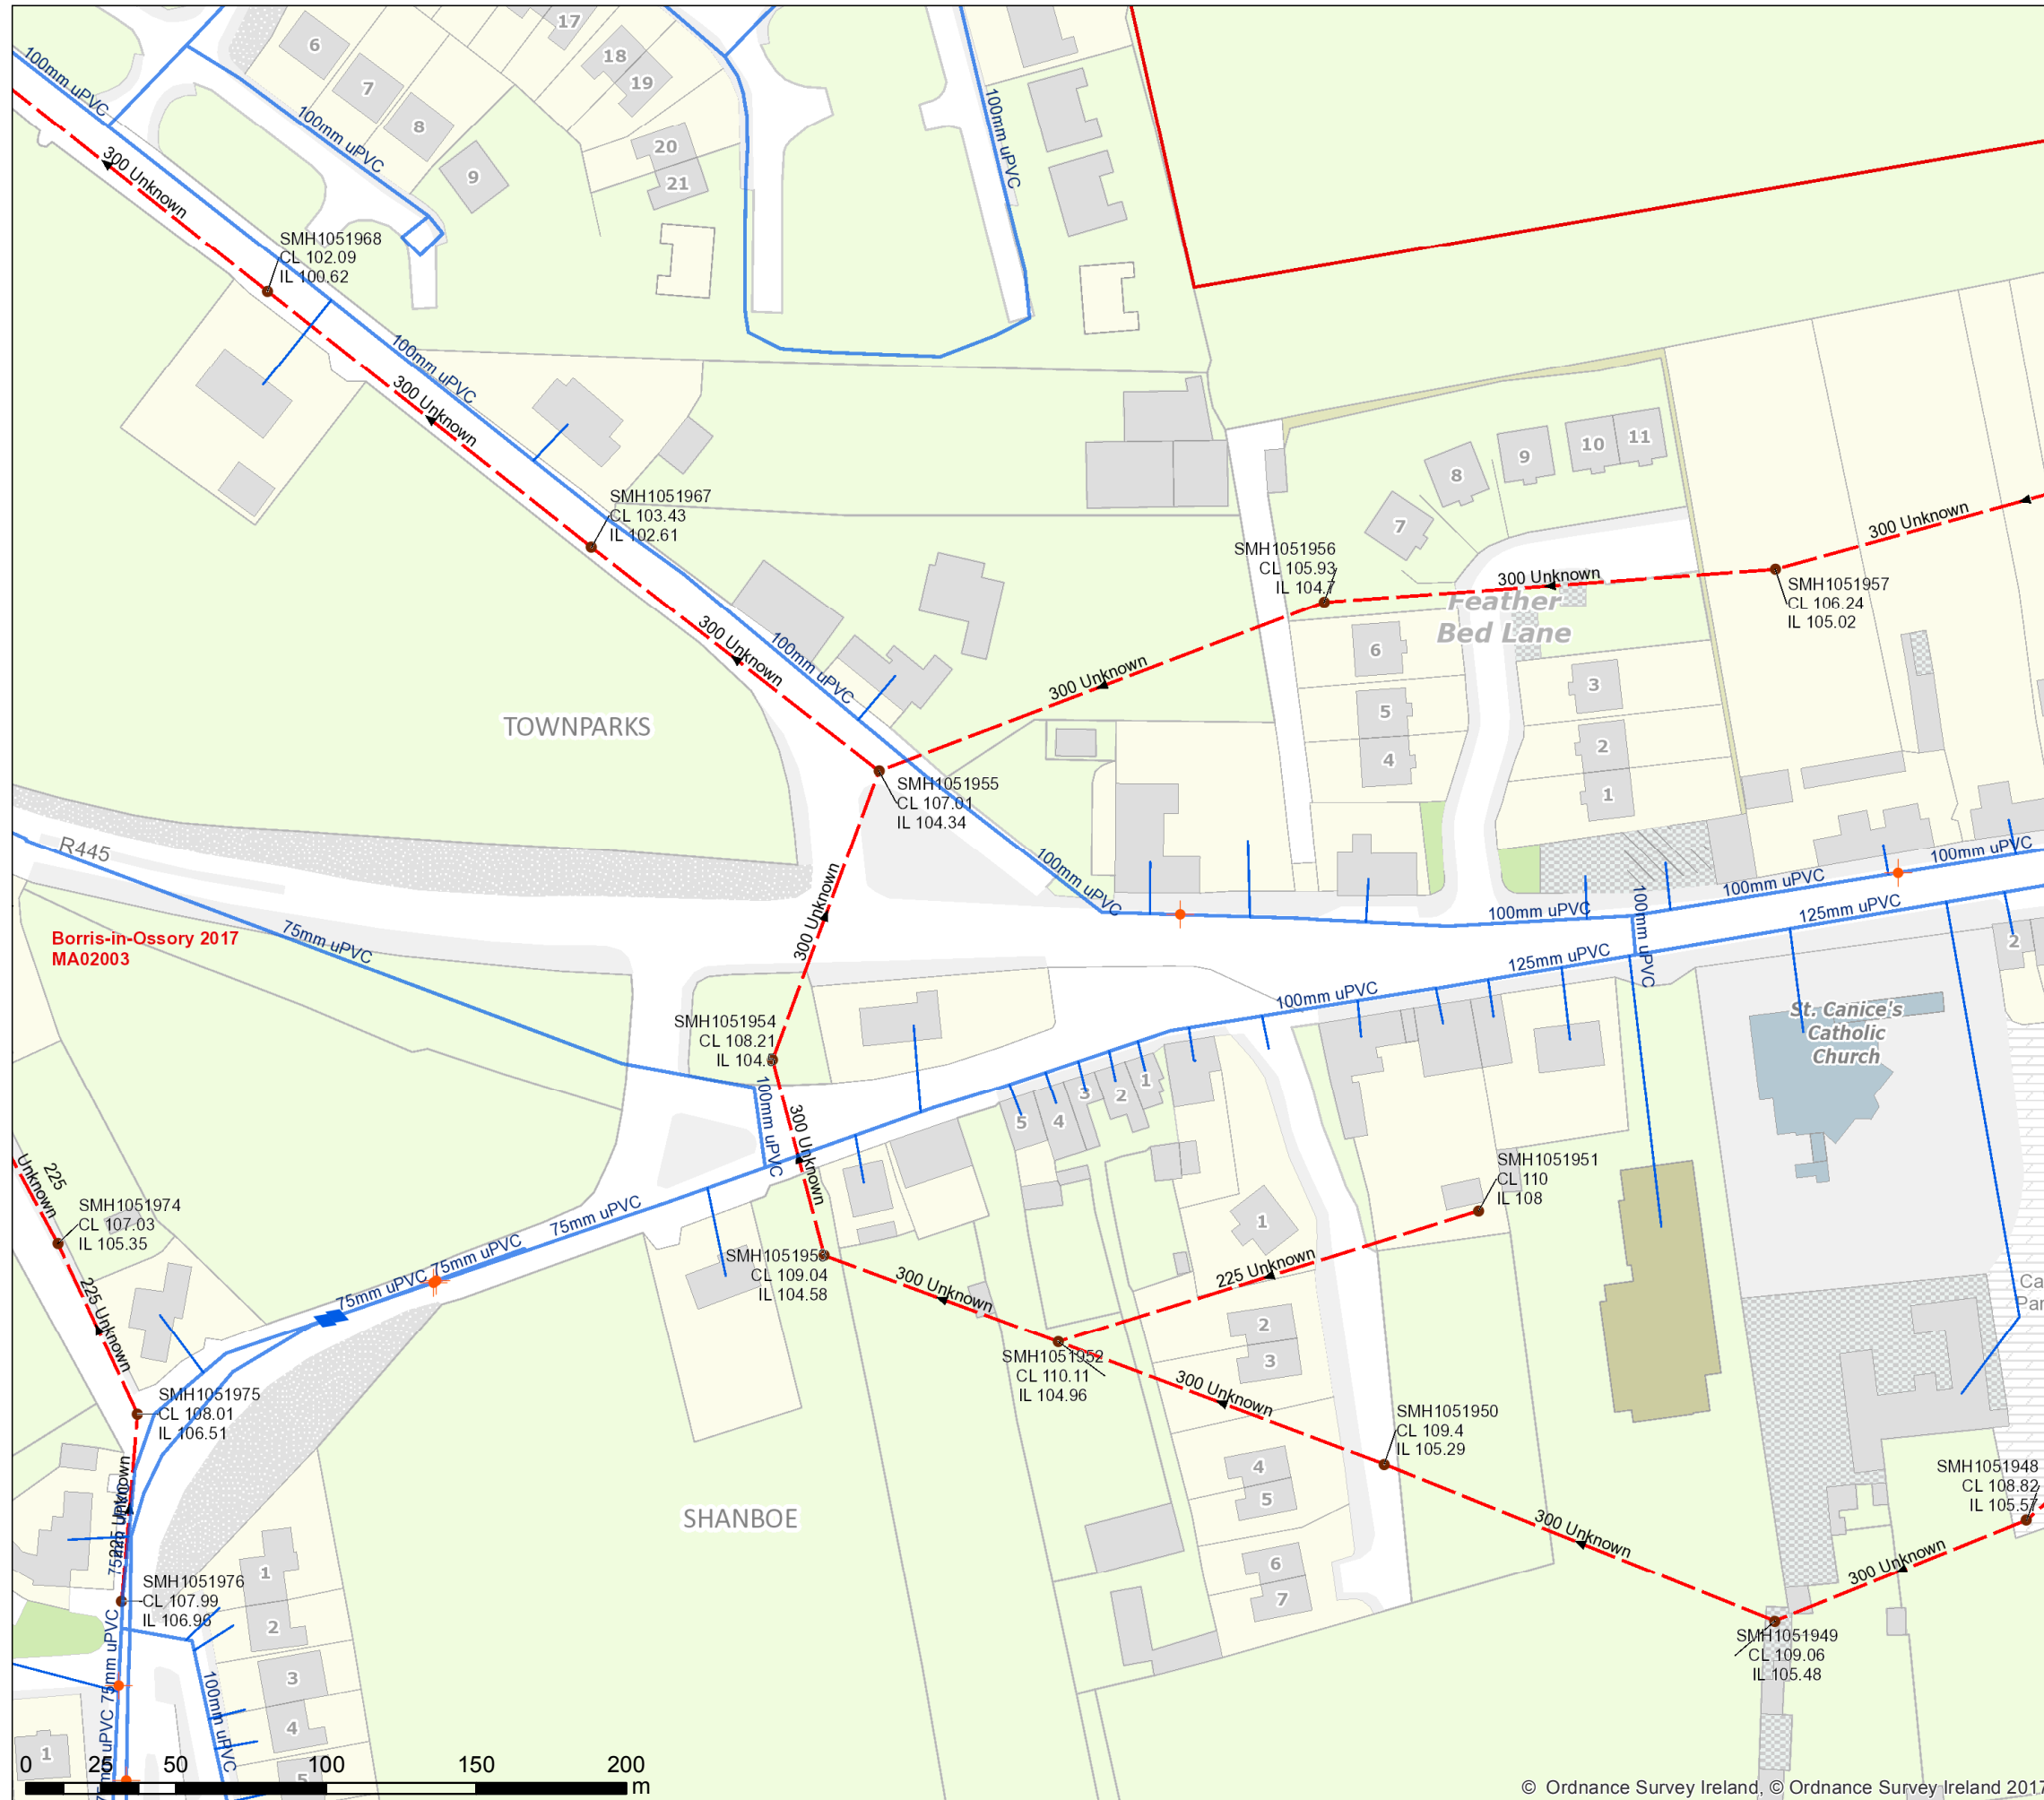 17
6
18
19
7
8
9
20
21
100mm uPVC
100mm uPVC
100mm uPVC
300 Unknown
SMH1051968
CL 102.09
IL 100.62
100mm uPVC
300 Unknown
SMH1051967
CL 103.43
IL 102.61
8
9
10
11
7
300 Unknown
SMH1051956
CL 105.93
IL 104.7
300 Unknown
SMH1051957
CL 106.24
IL 105.02
Feather
Bed Lane
300 Unknown
100mm uPVC
300 Unknown
6
5
4
3
2
1
TOWNPARKS
SMH1051955
CL 107.01
IL 104.34
R445
100mm uPVC
100mm uPVC
100mm uPVC
100mm uPVC
100mm uPVC
125mm uPVC
125mm uPVC
100mm uPVC
Borris-in-Ossory 2017
MA02003
75mm uPVC
300 Unknown
2
St. Canice's
Catholic
Church
SMH1051954
CL 108.21
100mm uPVC
300 Unknown
5
4
3
2
1
SMH1051951
CL 110
IL 108
225
Unknown
SMH1051974
CL 107.03
IL 105.35
75mm uPVC
75mm uPVC
75mm uPVC
225 Unknown
CL 109.04
IL 104.58
300 Unknown
225 Unknown
1
2
3
SMH1051952
CL 110.11
IL 104.96
300 Unknown
SMH1051975
CL 108.01
IL 106.51
SMH1051950
CL 109.4
IL 105.29
4
5
SMH1051948
CL 108.82
IL 105.57
SHANBOE
300 Unknown
300 Unknown
225 Unknown
SMH1051976
CL 107.99
IL 106.96
1
2
3
4
5
6
7
SMH1051949
CL 109.06
IL 105.48
75mm uPVC
75mm uPVC
100mm uPVC
1
0 25 50 100 150 200
m
© Ordnance Survey Ireland, © Ordnance Survey Ireland 2017